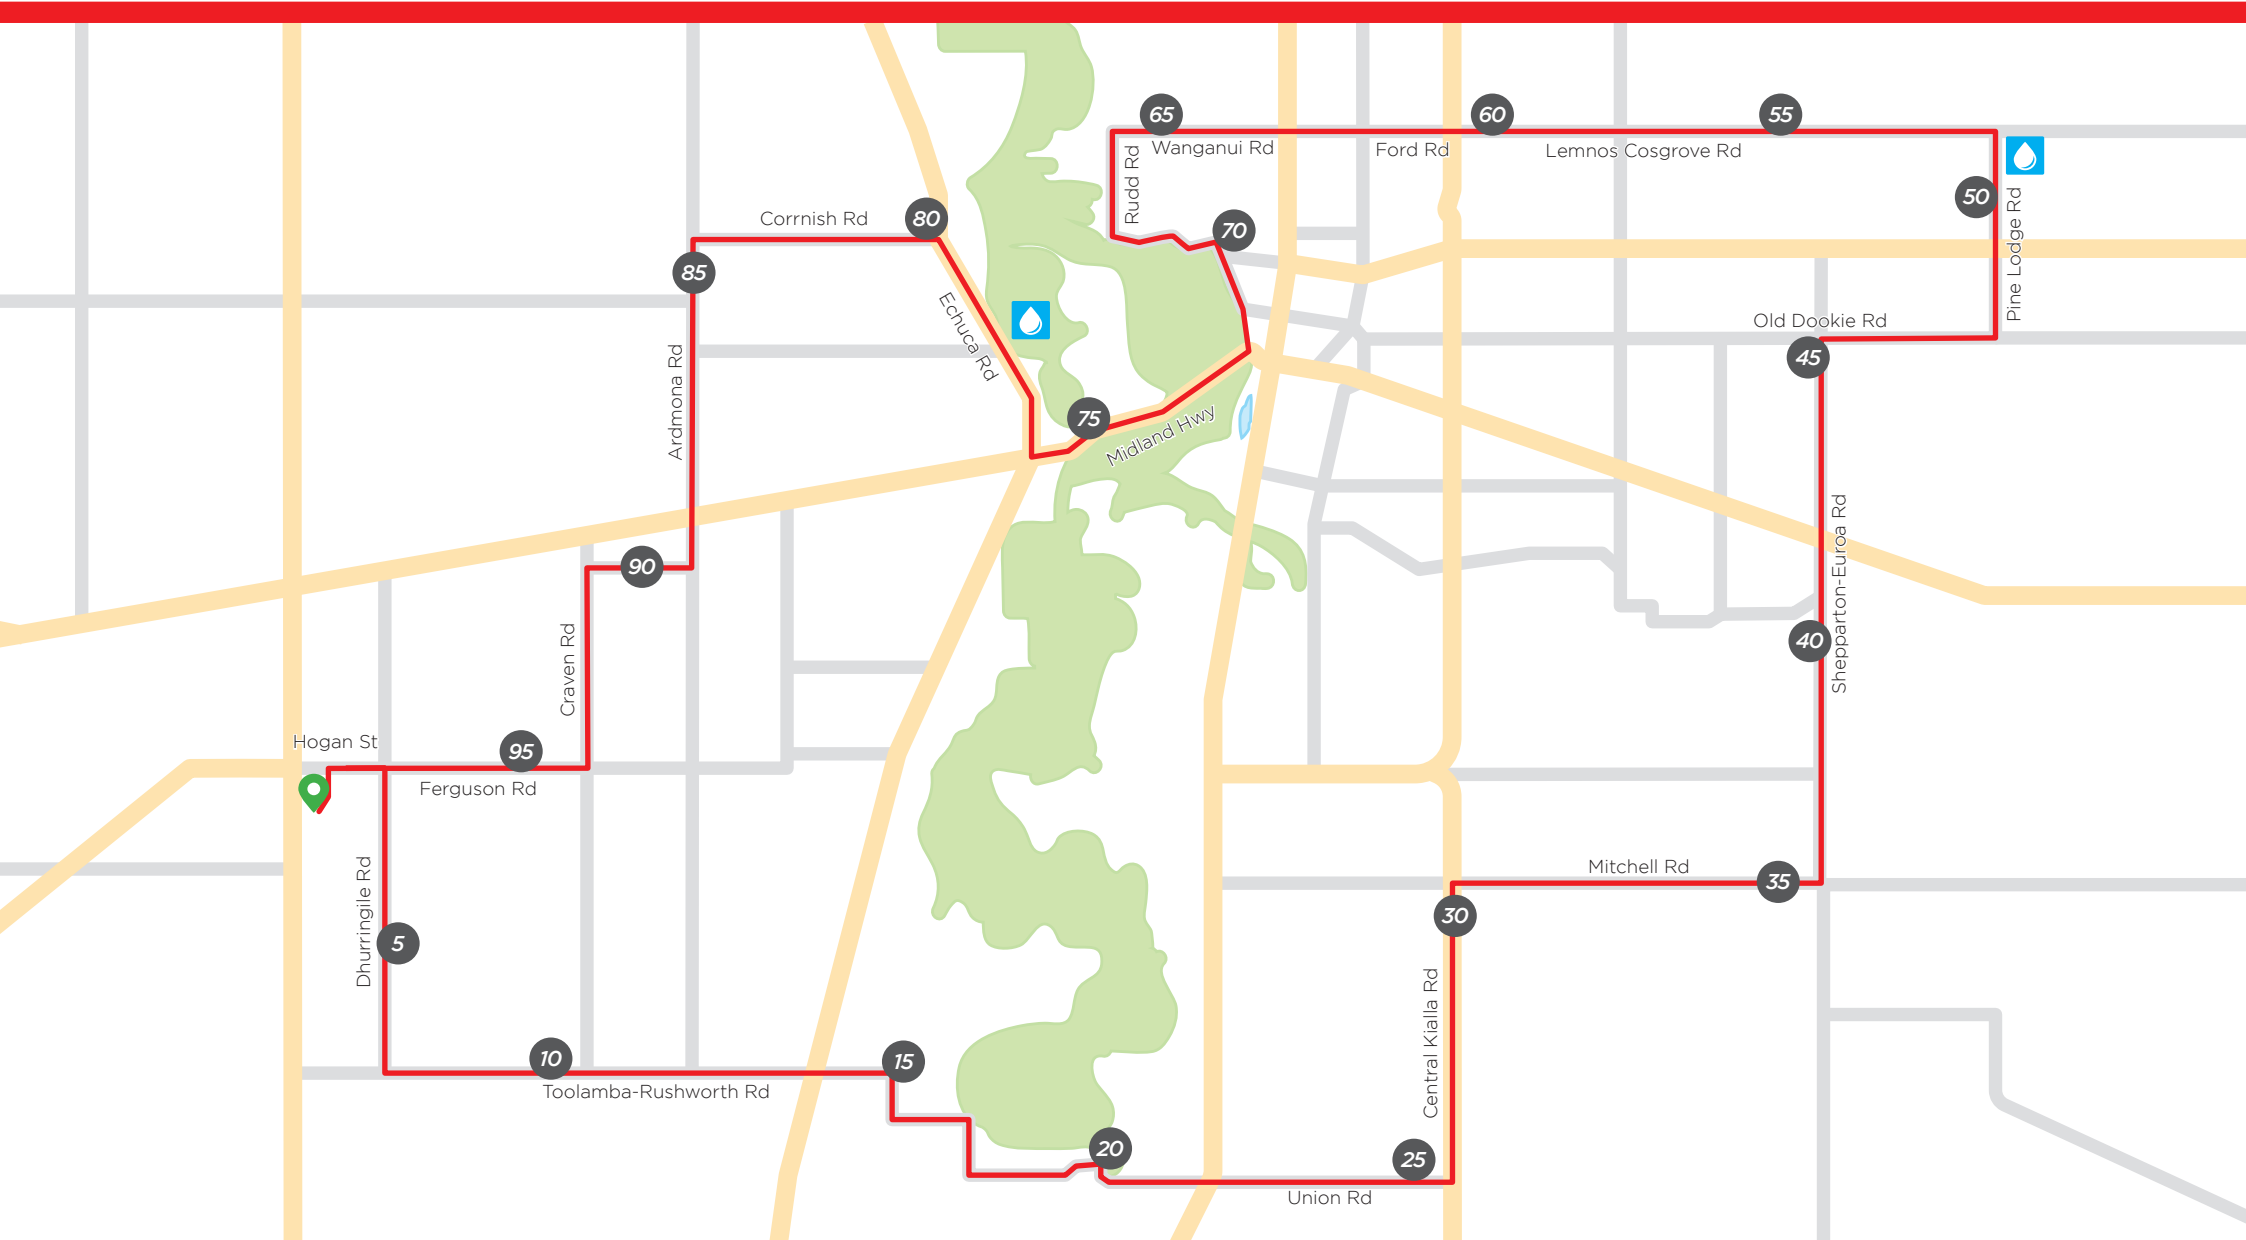 65
60
55
Wanganui Rd
Ford Rd
Lemnos Cosgrove Rd
Rudd Rd
50
Pine Lodge Rd
Corrnish Rd
80
70
85
Echuca Rd
Old Dookie Rd
45
Ardmona Rd
75
Midland Hwy
90
Shepparton-Euroa Rd
40
Craven Rd
Hogan St
95
Ferguson Rd
Mitchell Rd
35
30
Dhurringile Rd
5
Central Kialla Rd
10
15
Toolamba-Rushworth Rd
20
25
Union Rd